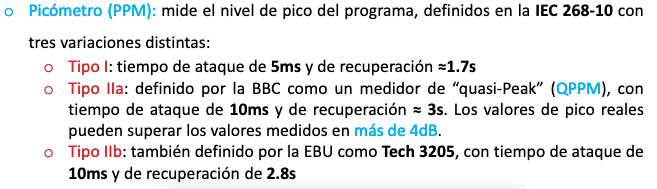 o Picómetro (PPM): mide el nivel de pico del programa, definidos en la IEC 268-10 con
tres variaciones distintas:
o Tipo I: tiempo de ataque de 5ms y de recuperación ≈1.7s
o Tipo IIa: definido por la BBC como un medidor de “quasi-Peak” (QPPM), con
tiempo de ataque de 10ms y de recuperación ≈ 3s. Los valores de pico reales
pueden superar los valores medidos en más de 4dB.
o Tipo IIb: también definido por la EBU como Tech 3205, con tiempo de ataque de
10ms y de recuperación de 2.8s